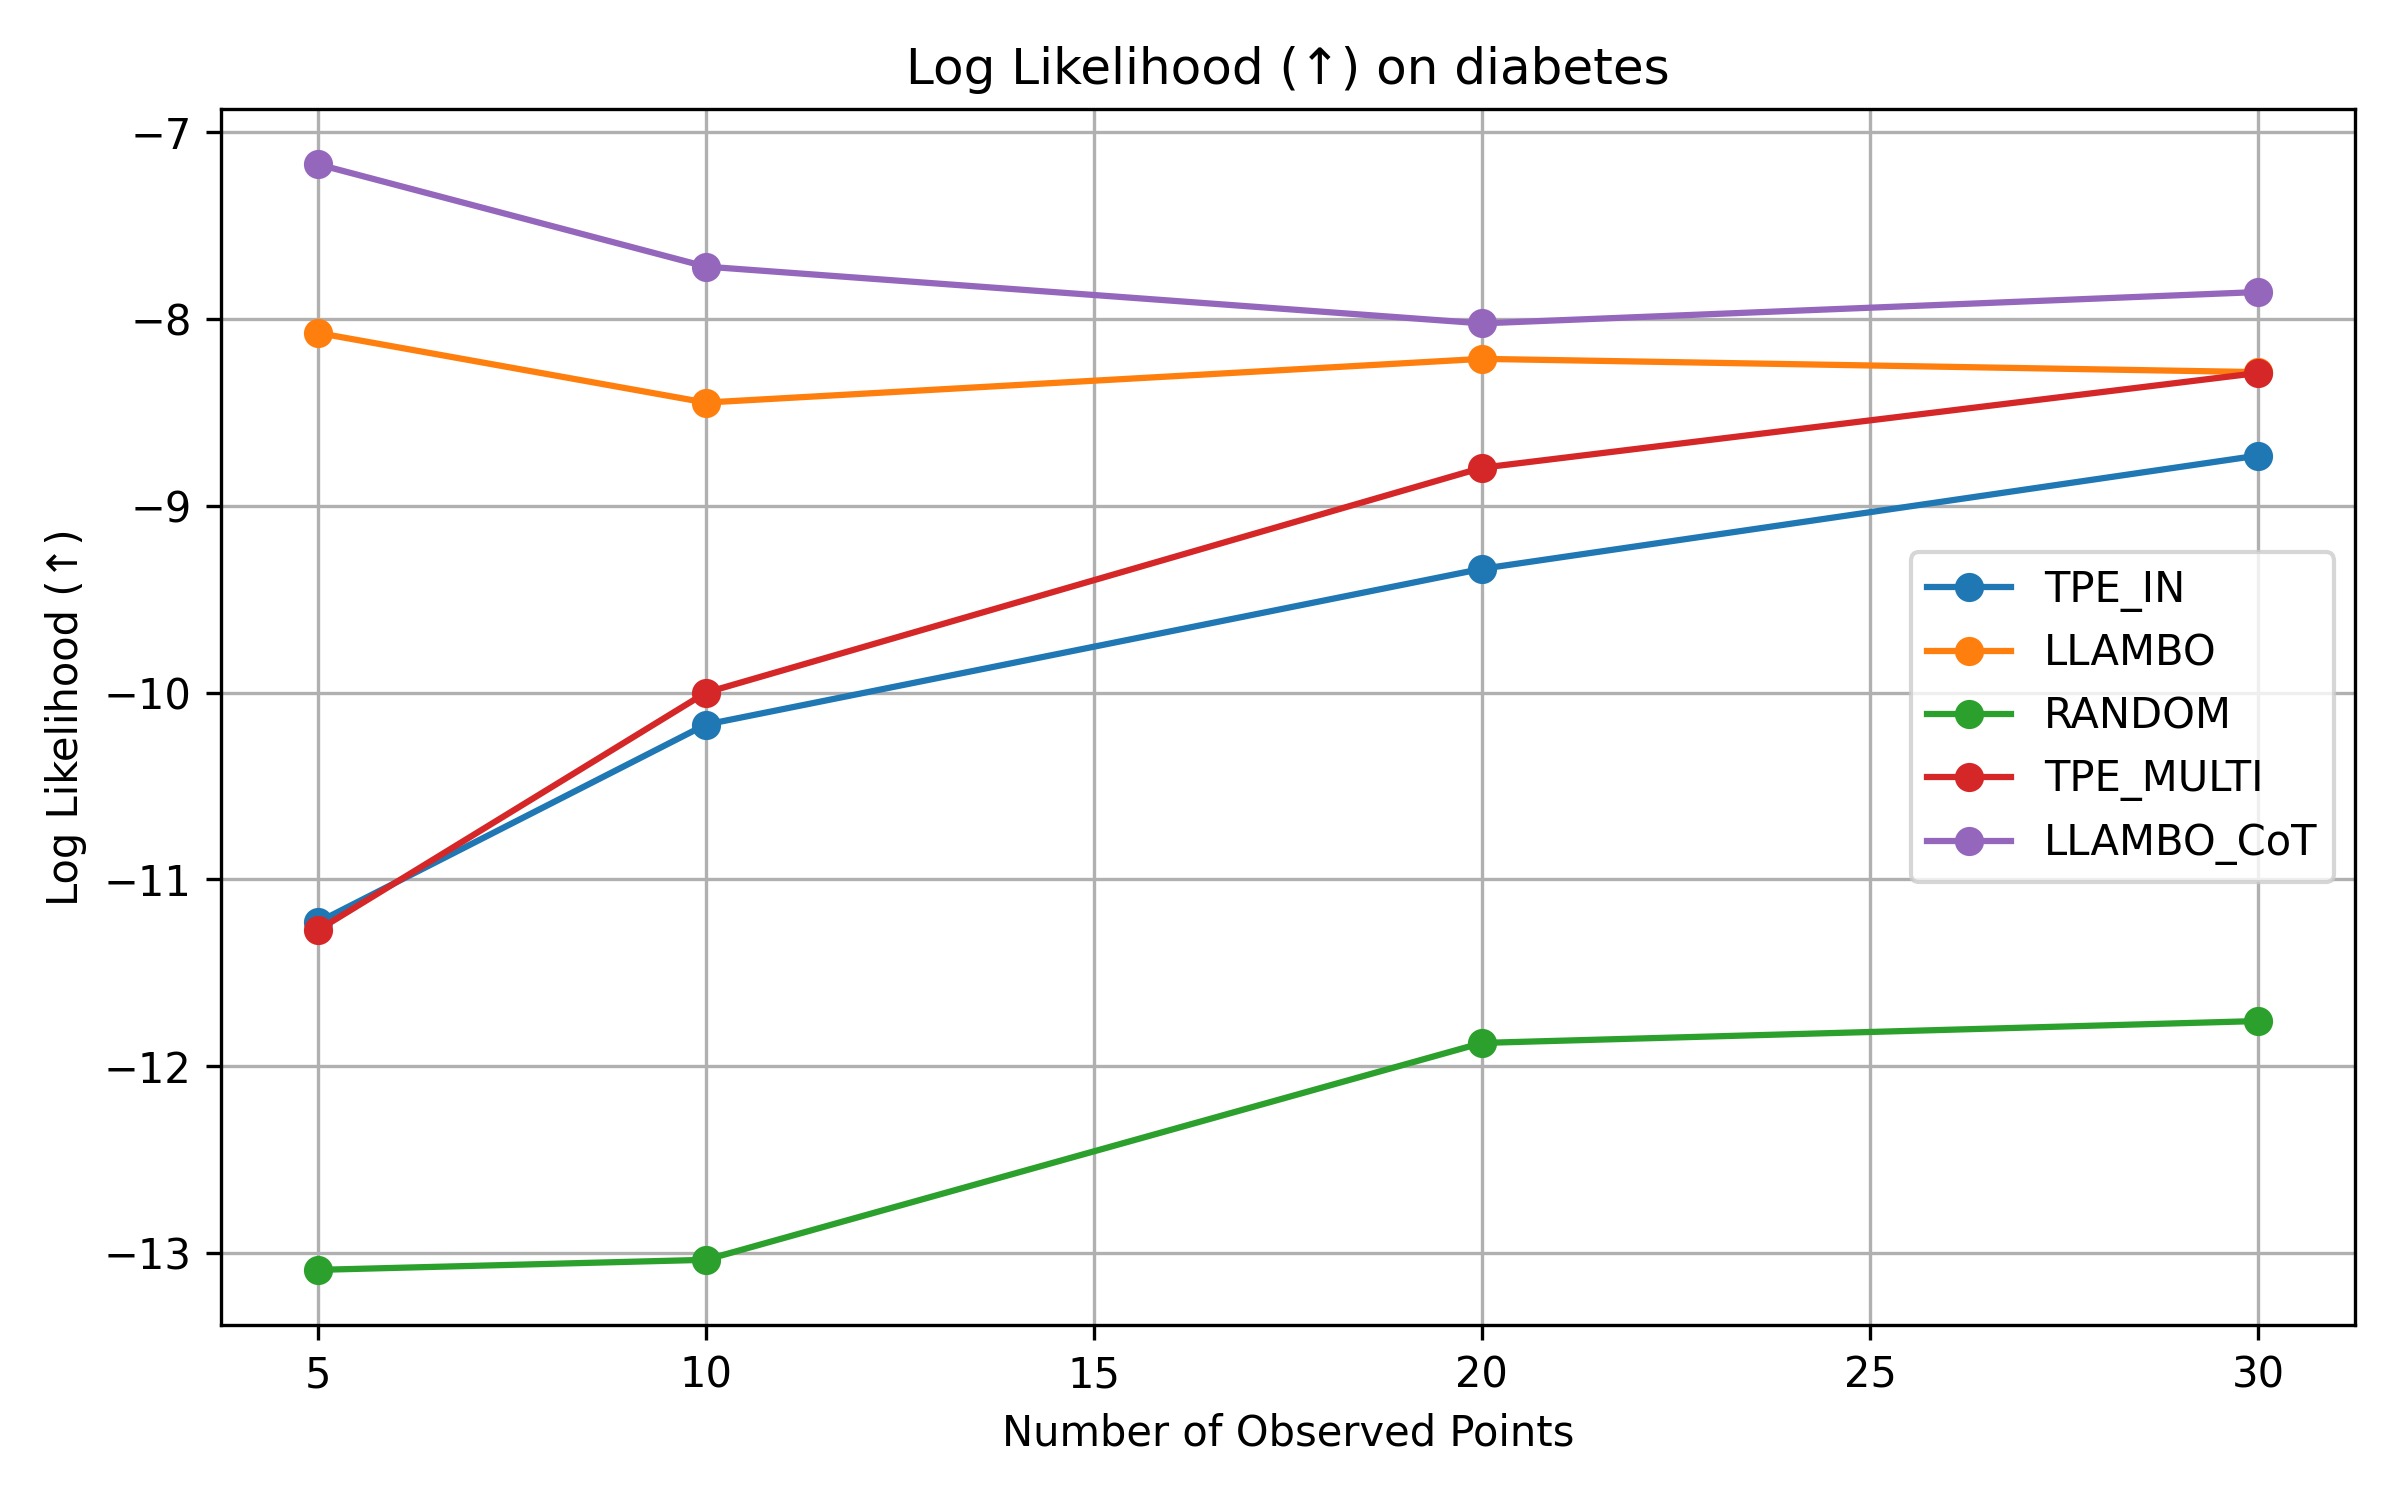 Log Likelihood (↑) on diabetes
Log Likelihood (↑)
−7
−8
−9
−10
−11
−12
−13
TPE_IN
LLAMBO
RANDOM
TPE_MULTI
LLAMBO_CoT
5 10 15 20 25 30
Number of Observed Points